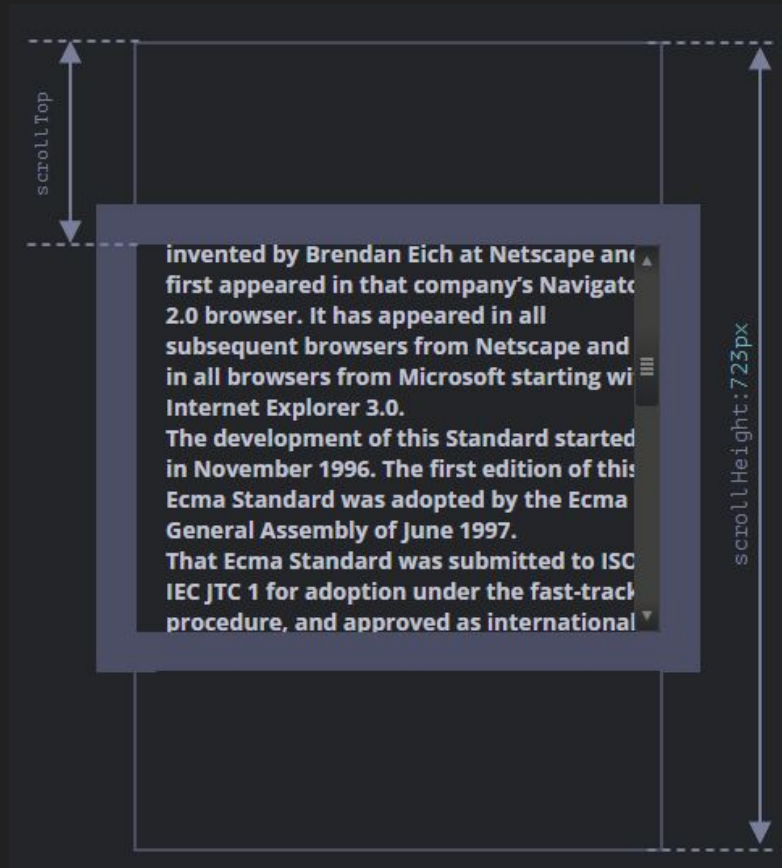 scrollTop
invented by Brendan Eich at Netscape and
first appeared in that company's Navigato
2.0 browser. It has appeared in all
subsequent browsers from Netscape and
in all browsers from Microsoft starting wi
Internet Explorer 3.0.
The development of this Standard started
in November 1996. The first edition of this
Ecma Standard was adopted by the Ecma
General Assembly of June 1997.
That Ecma Standard was submitted to ISO
IEC JTC 1 for adoption under the fast-track
procedure, and approved as international
scrollHeight:723px